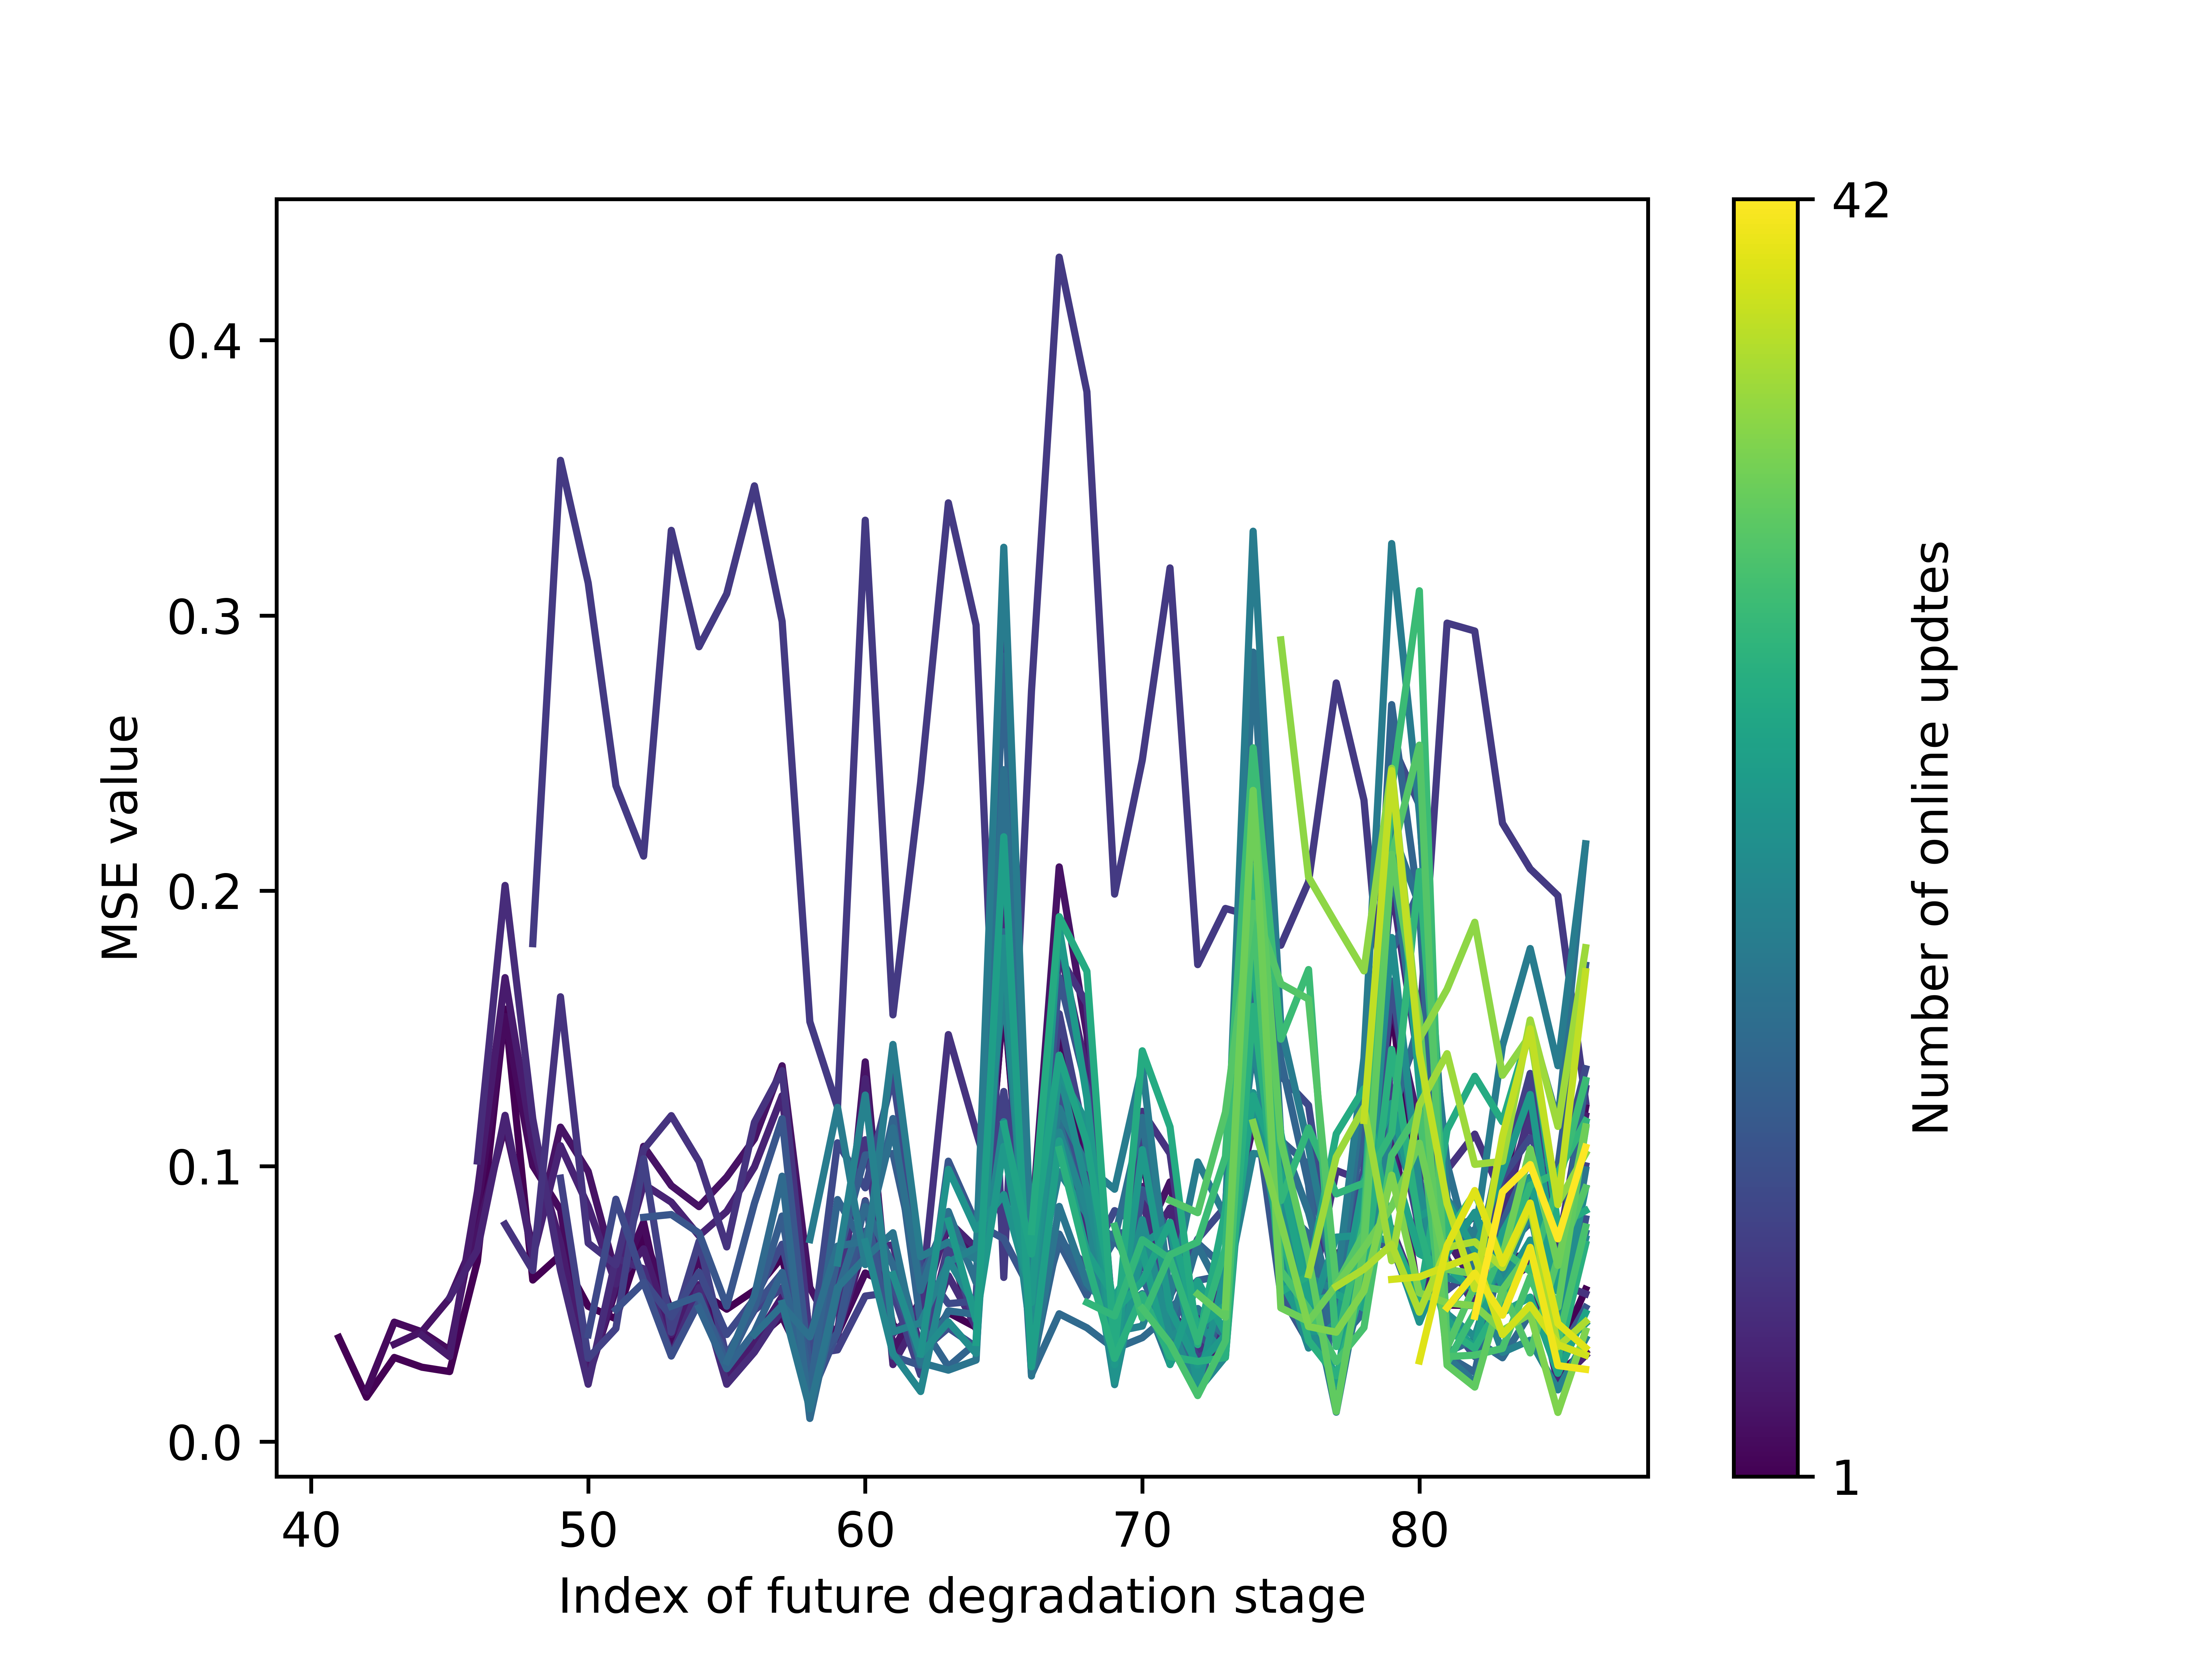 MSE value
0.4
0.3
0.2
0.1
0.0
40 50 60 70 80
Index of future degradation stage
42
1
Number of online updtes